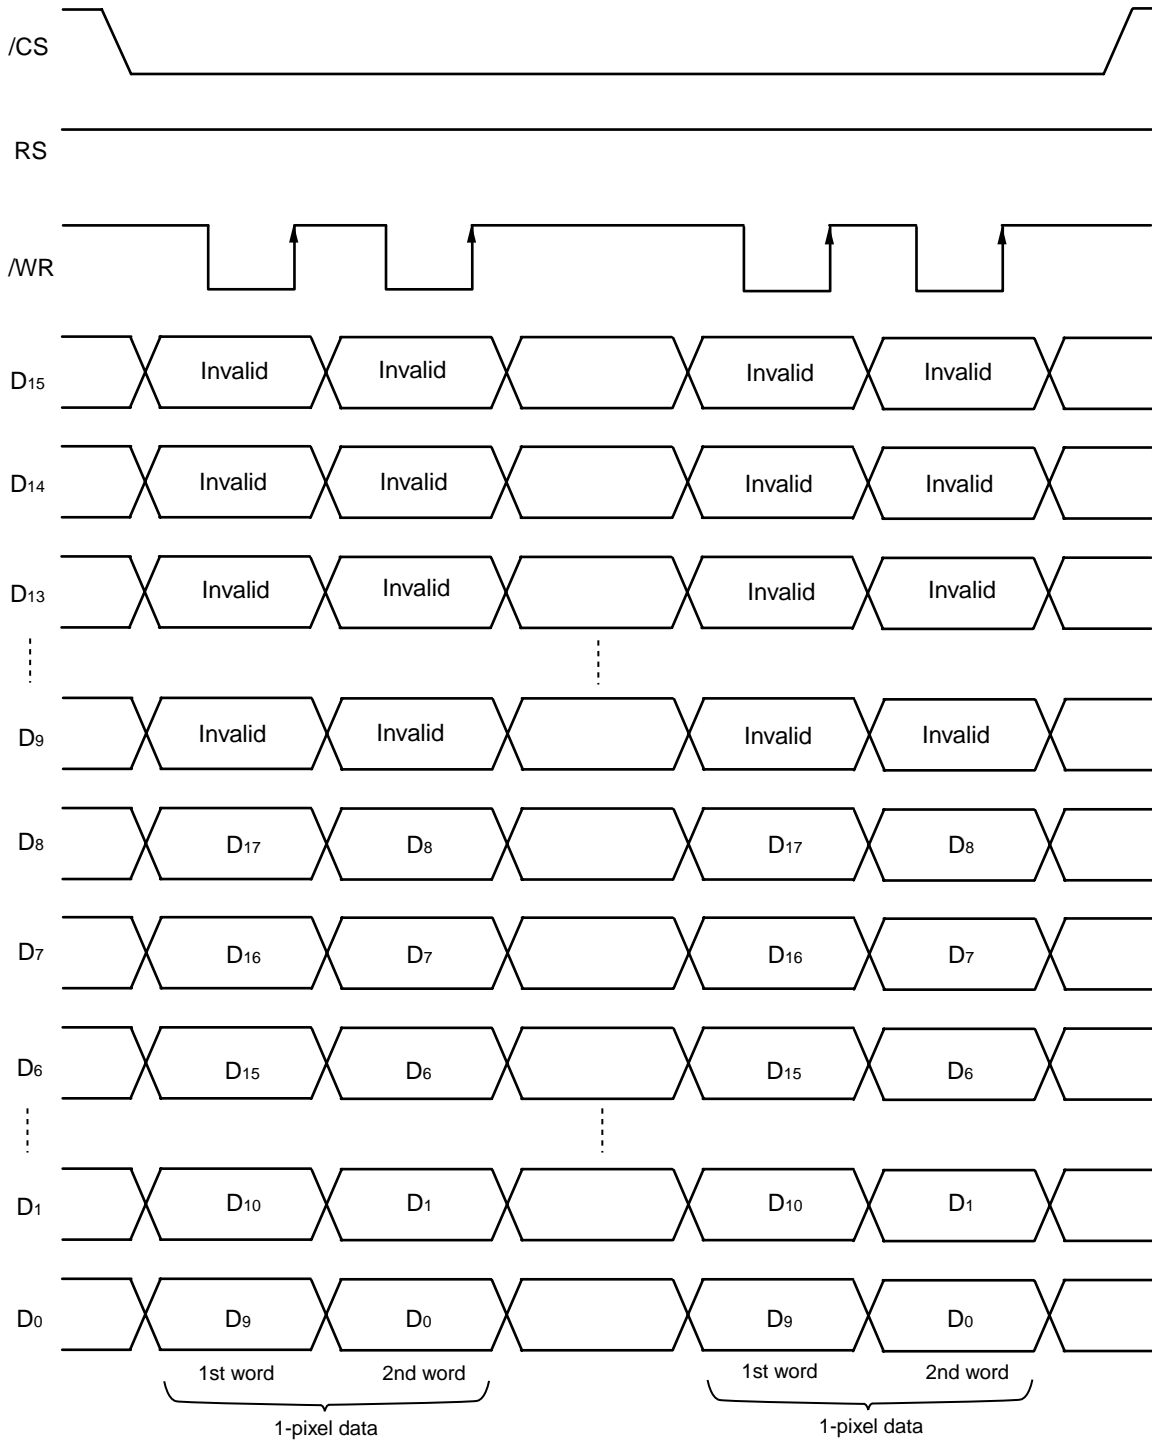 /CS
RS
/WR
D15 Invalid Invalid Invalid Invalid
D14 Invalid Invalid Invalid Invalid
D13 Invalid Invalid Invalid Invalid
D9 Invalid Invalid Invalid Invalid
D8 D17 D8 D17 D8
D7 D16 D7 D16 D7
D6 D15 D6 D15 D6
D1 D10 D1 D10 D1
D0 D9 D0 D9 D0
1st word 2nd word 1st word 2nd word
1-pixel data 1-pixel data